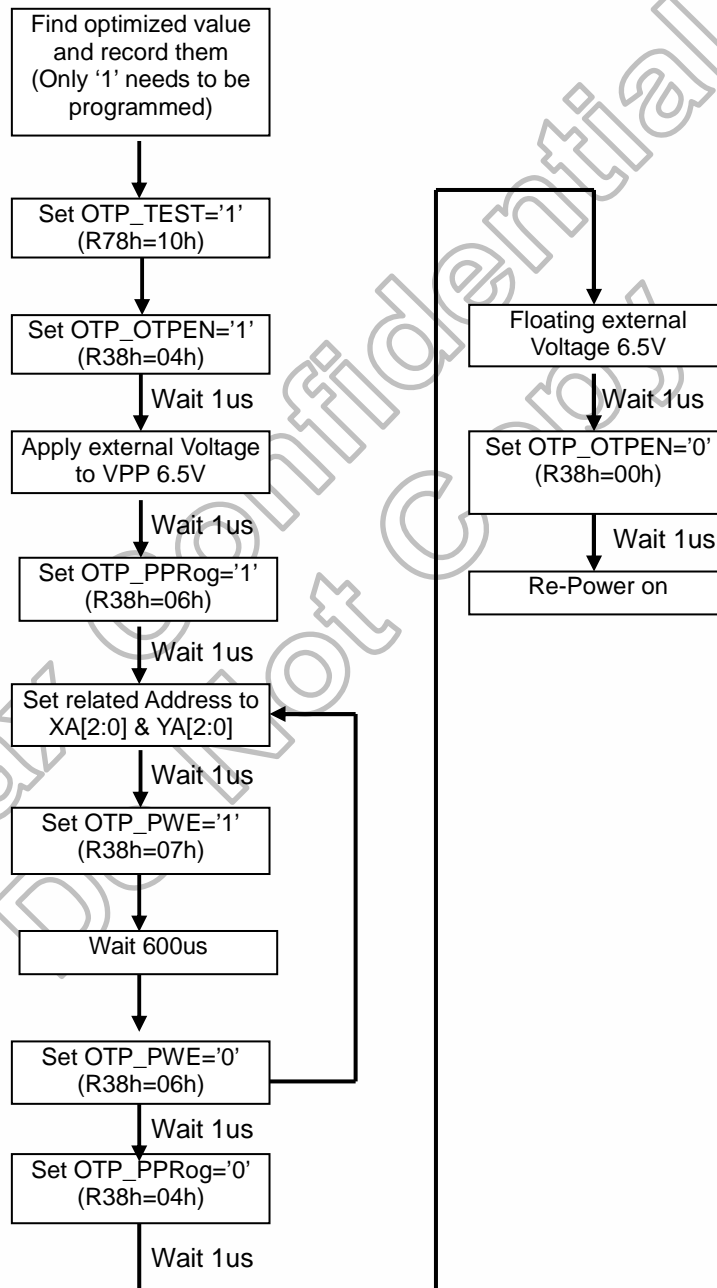 Find optimized value
and record them
(Only ‘1’ needs to be
programmed)
Set OTP_TEST=’1’
(R78h=10h)
Set OTP_OTPEN=’1’
(R38h=04h)
Wait 1us
Apply external Voltage
to VPP 6.5V
Wait 1us
Set OTP_PPRog=’1’
(R38h=06h)
Wait 1us
Set related Address to
XA[2:0] & YA[2:0]
Wait 1us
Set OTP_PWE=’1’
(R38h=07h)
Wait 600us
Set OTP_PWE=’0’
(R38h=06h)
Wait 1us
Set OTP_PPRog=’0’
(R38h=04h)
Wait 1us
Floating external
Voltage 6.5V
Wait 1us
Set OTP_OTPEN=’0’
(R38h=00h)
Wait 1us
Re-Power on
Confidential
Do Not Copy